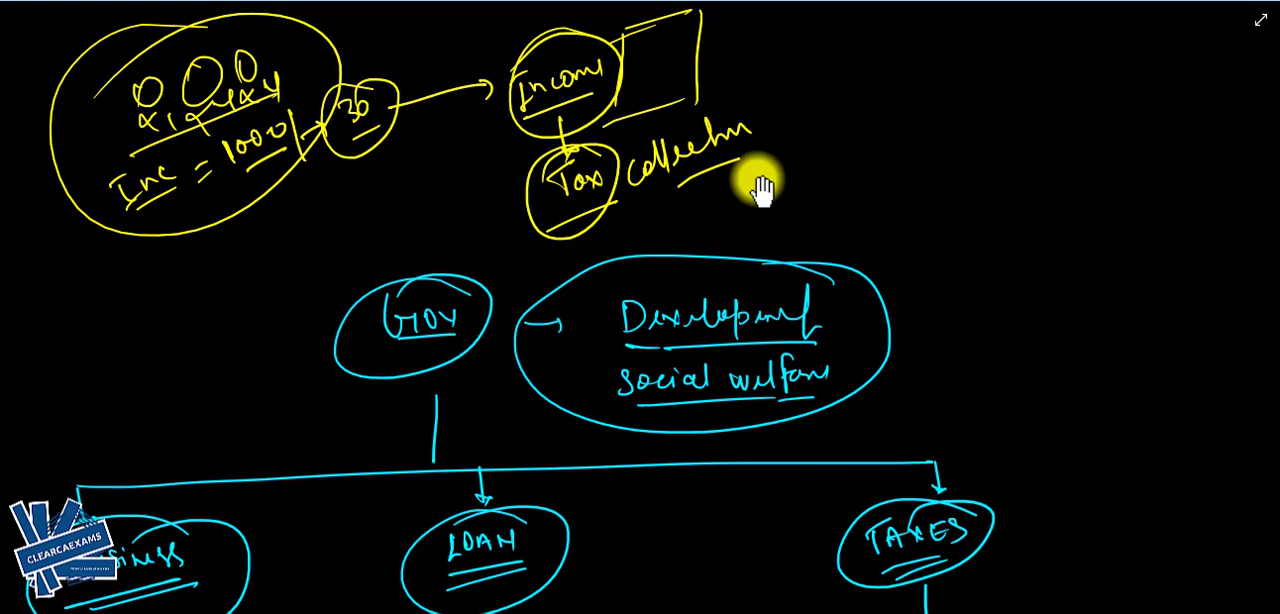 Inc = 1000/
30
Income
Tax collection
Gov
Development
social welfare
LOAN
TAXES
CLEARCAEXAMS